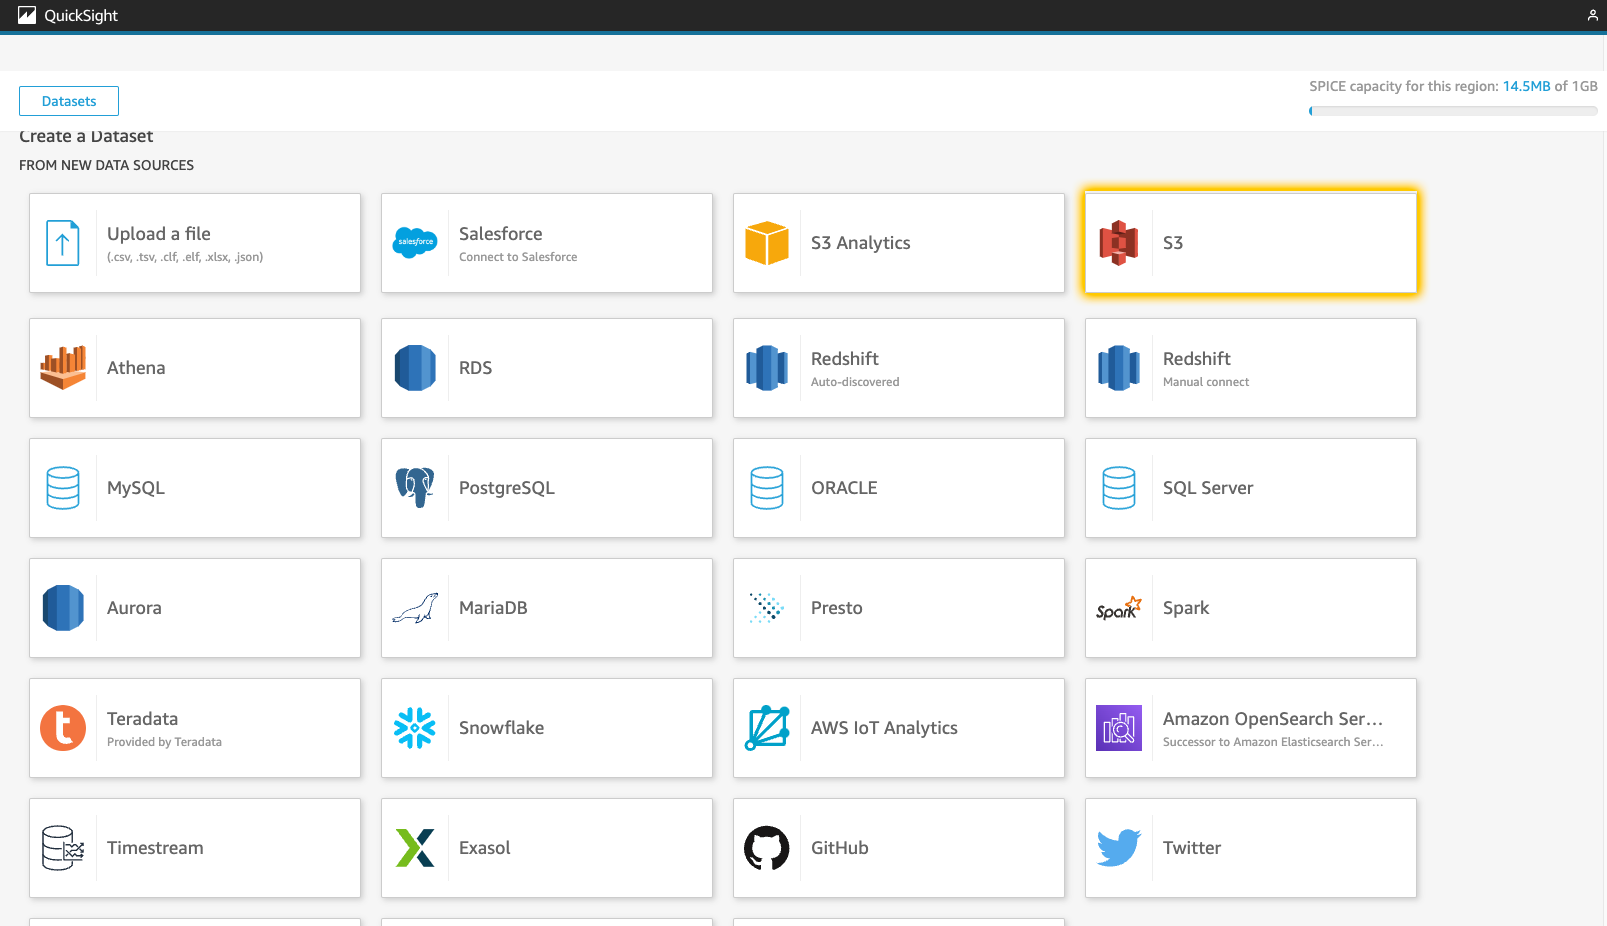 QuickSight
Datasets
SPICE capacity for this region: 14.5MB of 1GB
Create a Dataset
FROM NEW DATA SOURCES
Upload a file
(.csv, .tsv, .clf, .elf, .xlsx, .json)
salesforce
Salesforce
Connect to Salesforce
S3 Analytics
S3
Athena
RDS
Redshift
Auto-discovered
Redshift
Manual connect
MySQL
PostgreSQL
ORACLE
SQL Server
Aurora
MariaDB
Presto
Spark
Spark
t
Teradata
Provided by Teradata
Snowflake
AWS IoT Analytics
Amazon OpenSearch Ser...
Successor to Amazon Elasticsearch Ser...
Timestream
Exasol
GitHub
Twitter